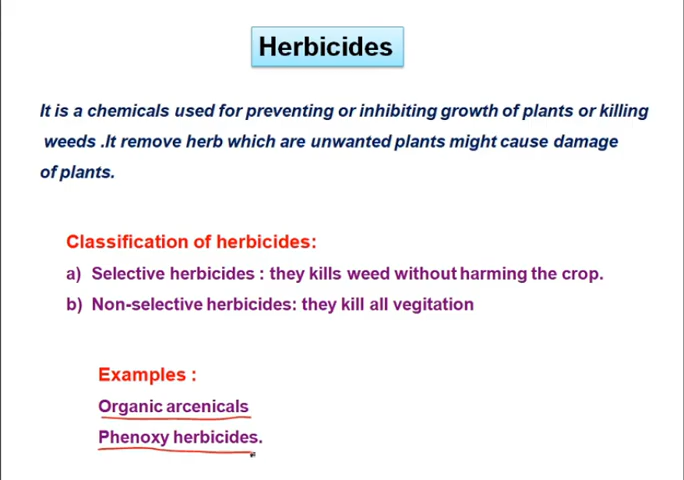 Herbicides
It is a chemicals used for preventing or inhibiting growth of plants or killing
weeds .It remove herb which are unwanted plants might cause damage
of plants.
Classification of herbicides:
a) Selective herbicides : they kills weed without harming the crop.
b) Non-selective herbicides: they kill all vegitation
Examples :
Organic arcenicals
Phenoxy herbicides.